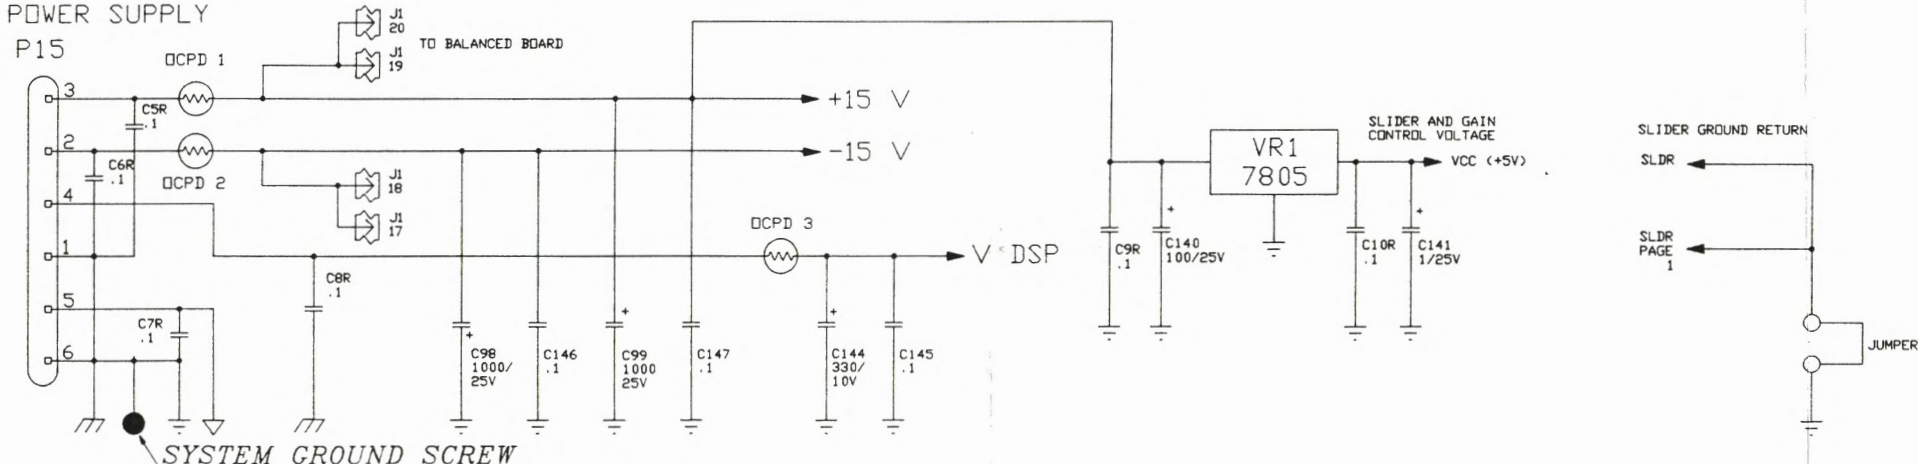 POWER SUPPLY
P15
3
2
4
1
5
6
OCPD 1
OCPD 2
C5R
.1
C6R
.1
C7R
.1
J1
20
J1
19
TO BALANCED BOARD
J1
18
J1
17
+15 V
-15 V
OCPD 3
V DSP
C8R
.1
+
C98
1000/
25V
C146
.1
+
C99
1000
25V
C147
.1
+
C144
330/
10V
C145
.1
SYSTEM GROUND SCREW
C9R
.1
+
C140
100/25V
VR1
7805
SLIDER AND GAIN
CONTROL VOLTAGE
VCC (+5V)
C10R
.1
+
C141
1/25V
SLIDER GROUND RETURN
SLDR
SLDR
PAGE
1
JUMPER